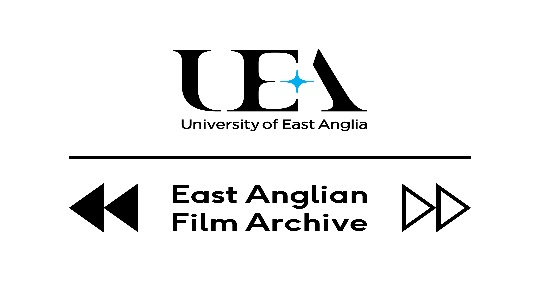 UEA
University of East Anglia
East Anglian
Film Archive